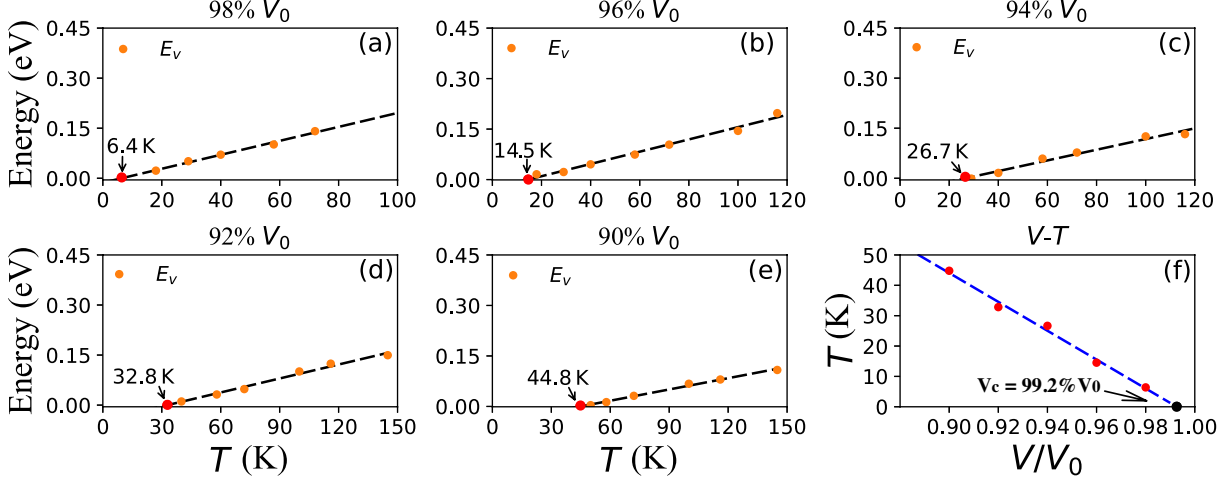 98% V₀
96% V₀
94% V₀
Energy (eV)
0.45
0.30
0.15
0.00
(a)
E_v
6.4 K
0 20 40 60 80 100
0.45
0.30
0.15
0.00
(b)
E_v
14.5 K
0 20 40 60 80 100 120
0.45
0.30
0.15
0.00
(c)
E_v
26.7 K
0 20 40 60 80 100 120
92% V₀
90% V₀
V-T
Energy (eV)
0.45
0.30
0.15
0.00
(d)
E_v
32.8 K
0 30 60 90 120 150
T (K)
0.45
0.30
0.15
0.00
(e)
E_v
44.8 K
0 30 60 90 120 150
T (K)
T (K)
50
40
30
20
10
0
(f)
Vc = 99.2%V₀
0.90 0.92 0.94 0.96 0.98 1.00
V/V₀